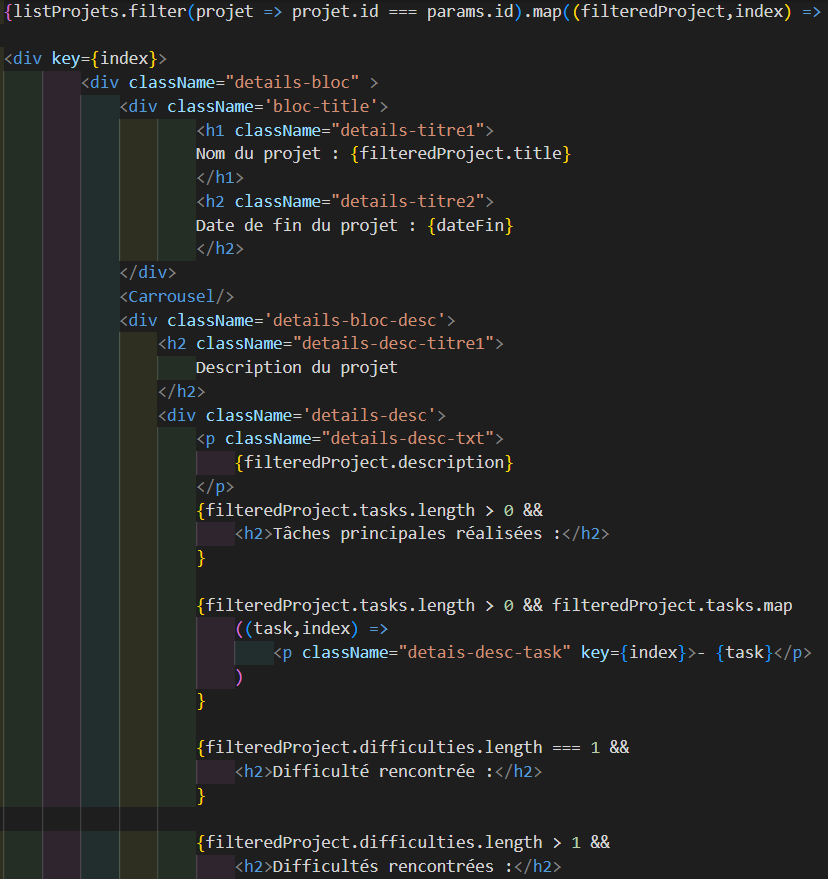 {listProjets.filter(projet => projet.id === params.id).map((filteredProject,index) =>
<div key={index}>
<div className="details-bloc" >
<div className='bloc-title'>
<h1 className="details-titre1">
Nom du projet : {filteredProject.title}
</h1>
<h2 className="details-titre2">
Date de fin du projet : {dateFin}
</h2>
</div>
<Carrousel/>
<div className='details-bloc-desc'>
<h2 className="details-desc-titre1">
Description du projet
</h2>
<div className='details-desc'>
<p className="details-desc-txt">
{filteredProject.description}
</p>
{filteredProject.tasks.length > 0 &&
<h2>Tâches principales réalisées :</h2>
}
{filteredProject.tasks.length > 0 && filteredProject.tasks.map
((task,index) =>
<p className="detais-desc-task" key={index}>- {task}</p>
)
}
{filteredProject.difficulties.length === 1 &&
<h2>Difficulté rencontrée :</h2>
}
{filteredProject.difficulties.length > 1 &&
<h2>Difficultés rencontrées :</h2>